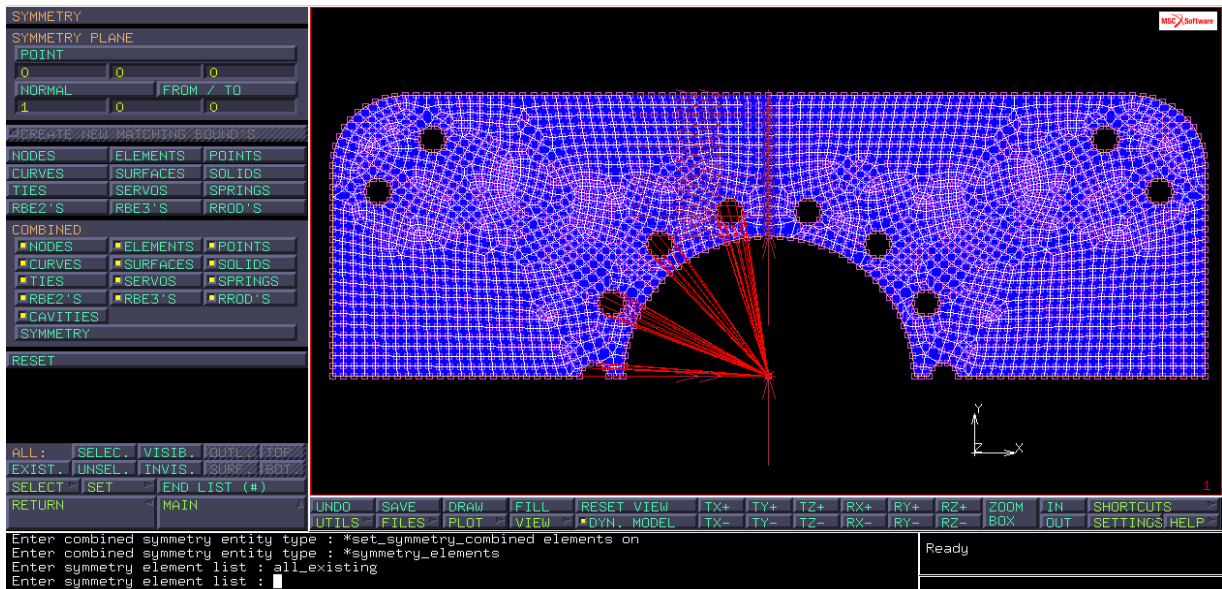 SYMMETRY
SYMMETRY PLANE
POINT
0 0 0
NORMAL FROM / TO
1 0 0
CREATE NEW MATCHING BOUND'S
NODES ELEMENTS POINTS
CURVES SURFACES SOLIDS
TIES SERVOS SPRINGS
RBE2'S RBE3'S RROD'S
COMBINED
NODES ELEMENTS POINTS
CURVES SURFACES SOLIDS
TIES SERVOS SPRINGS
RBE2'S RBE3'S RROD'S
CAVITIES
SYMMETRY
RESET
ALL: SELEC. VISIB. OUTL. TOP
EXIST. UNSEL. INVIS. SURF. BOT.
SELECT SET END LIST (#)
RETURN MAIN
MSC Software
Y
Z X
1
UNDO SAVE DRAW FILL RESET VIEW TX+ TY+ TZ+ RX+ RY+ RZ+ ZOOM IN SHORTCUTS
UTILS FILES PLOT VIEW DYN. MODEL TX- TY- TZ- RX- RY- RZ- BOX OUT SETTINGS HELP
Enter combined symmetry entity type : *set_symmetry_combined elements on
Enter combined symmetry entity type : *symmetry_elements
Enter symmetry element list : all_existing
Enter symmetry element list :
Ready